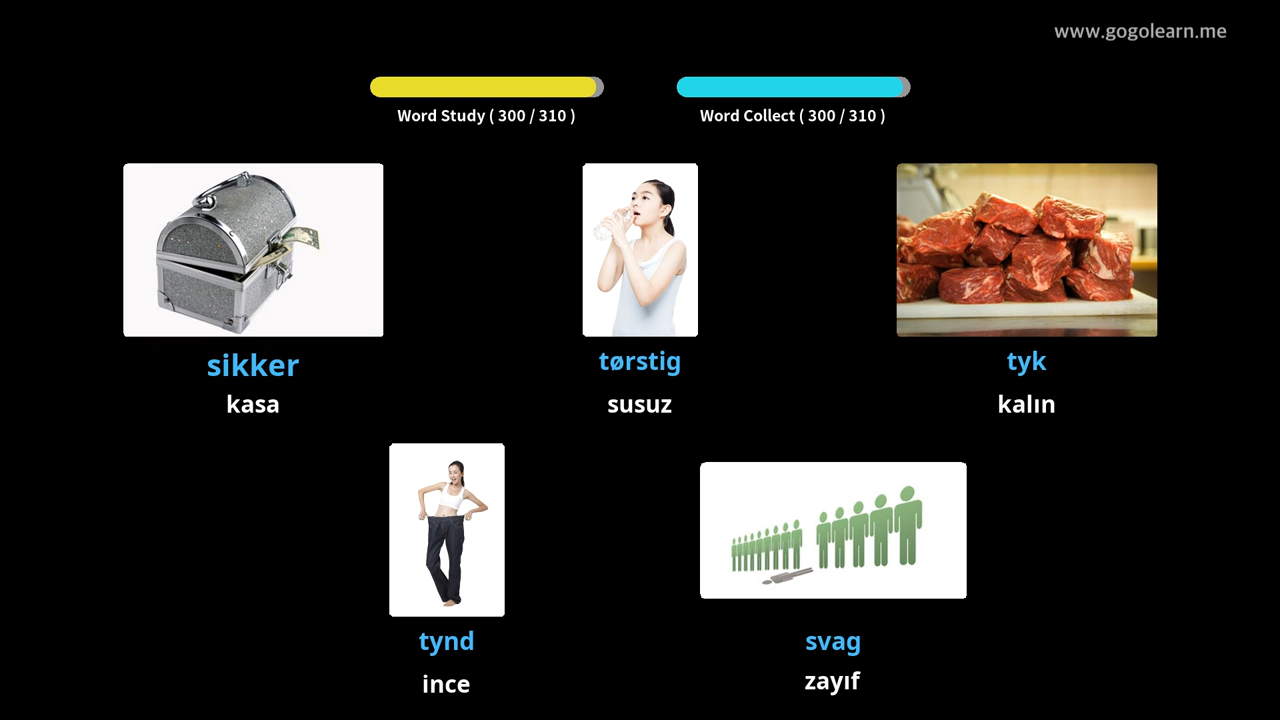 www.gogolearn.me
Word Study ( 300 / 310 )
Word Collect ( 300 / 310 )
sikker
kasa
tørstig
susuz
tyk
kalın
tynd
ince
svag
zayıf